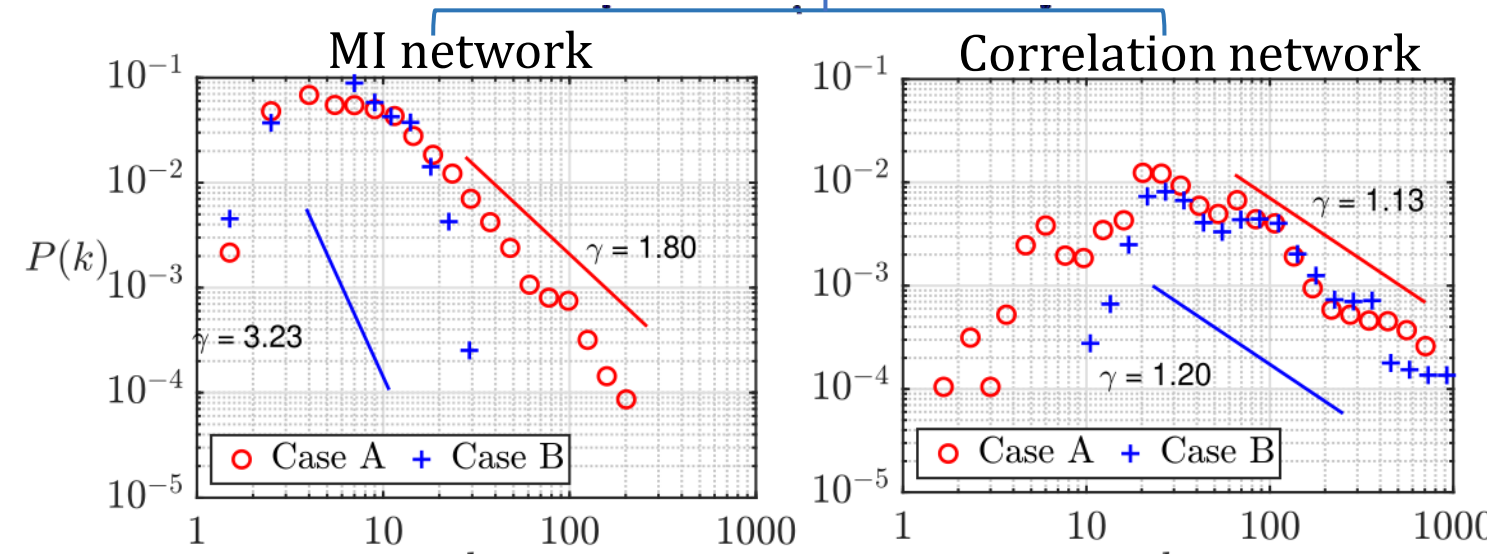 MI network
10⁻¹
10⁻²
P(k)
10⁻³
10⁻⁴
10⁻⁵
γ = 1.80
γ = 3.23
Case A Case B
1 10 100 1000
Correlation network
10⁻¹
10⁻²
10⁻³
10⁻⁴
10⁻⁵
γ = 1.13
γ = 1.20
Case A Case B
1 10 100 1000